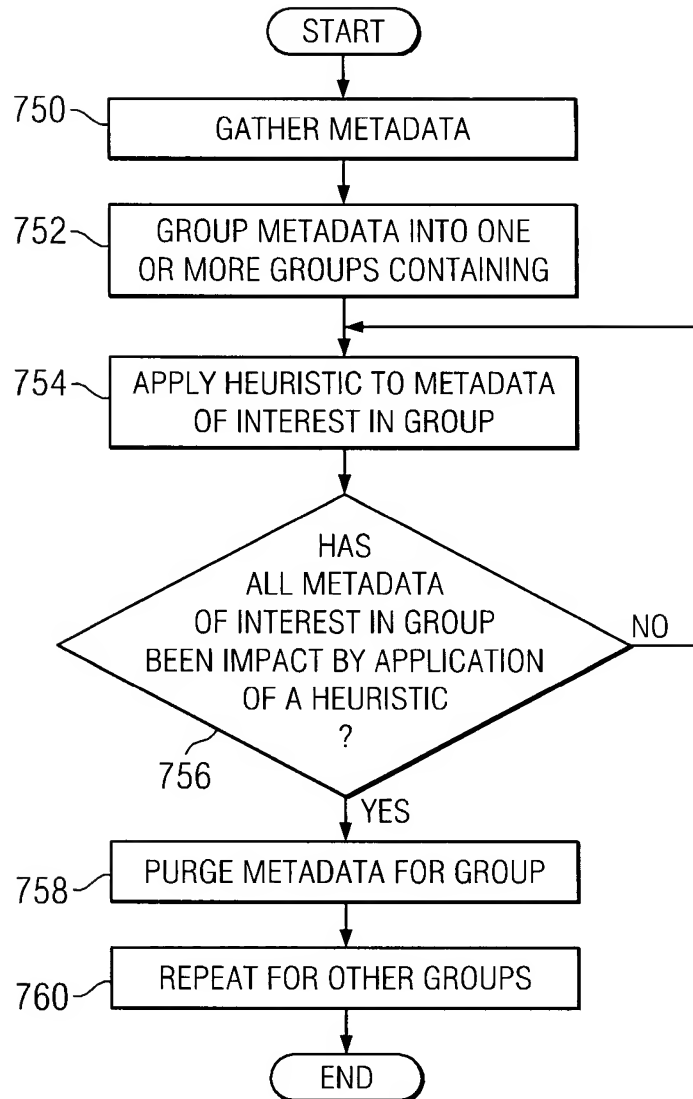 START
750
GATHER METADATA
752
GROUP METADATA INTO ONE
OR MORE GROUPS CONTAINING
754
APPLY HEURISTIC TO METADATA
OF INTEREST IN GROUP
HAS
ALL METADATA
OF INTEREST IN GROUP
BEEN IMPACT BY APPLICATION
OF A HEURISTIC
?
NO
756
YES
758
PURGE METADATA FOR GROUP
760
REPEAT FOR OTHER GROUPS
END